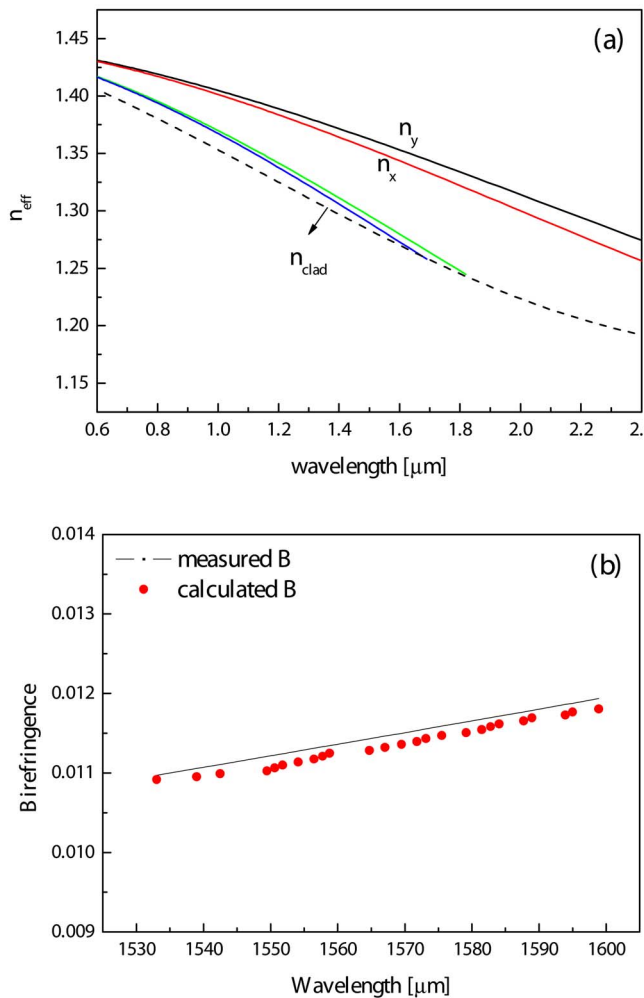 (a)
1.45
1.40
1.35
1.30
1.25
1.20
1.15
n_eff
n_y
n_x
n_clad
0.6 0.8 1.0 1.2 1.4 1.6 1.8 2.0 2.2 2.
wavelength [μm]
(b)
measured B
calculated B
0.014
0.013
0.012
0.011
0.010
0.009
Birefringence
1530 1540 1550 1560 1570 1580 1590 1600
Wavelength [μm]